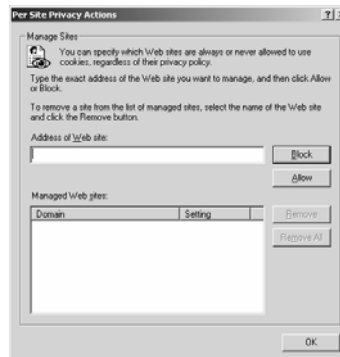 Per Site Privacy Actions
Manage Sites
You can specify which Web sites are always or never allowed to use
cookies, regardless of their privacy policy.
Type the exact address of the Web site you want to manage, and then click Allow
or Block.
To remove a site from the list of managed sites, select the name of the Web site
and click the Remove button.
Address of Web site:
Block
Allow
Managed Web sites:
Domain Setting
Remove
Remove All
OK